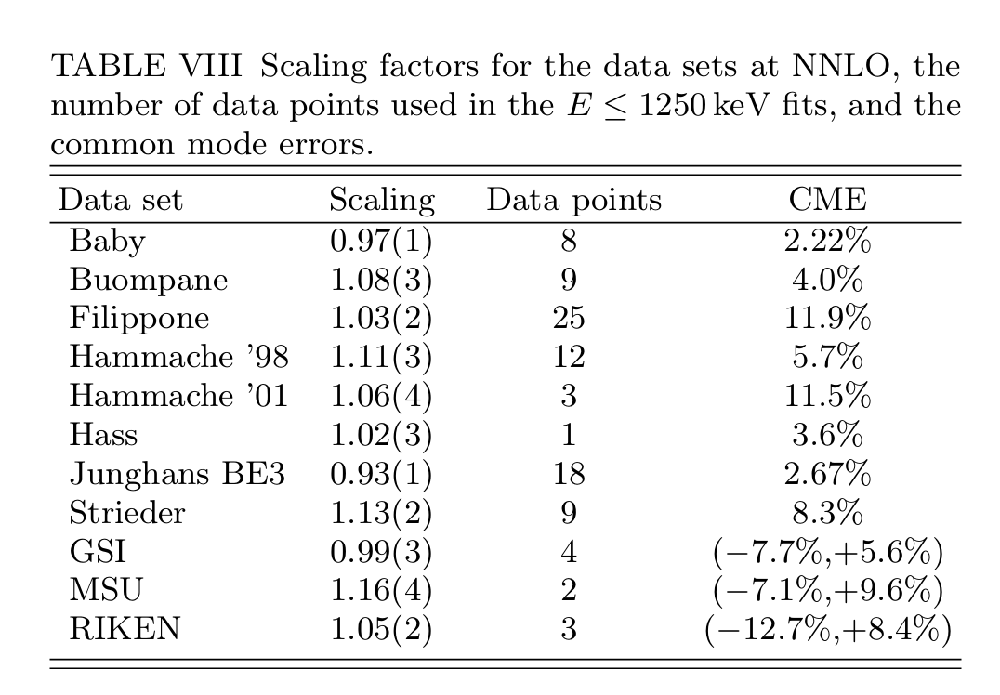 TABLE VIII Scaling factors for the data sets at NNLO, the
number of data points used in the E ≤ 1250 keV fits, and the
common mode errors.
Data set Scaling Data points CME
Baby 0.97(1) 8 2.22%
Buompane 1.08(3) 9 4.0%
Filippone 1.03(2) 25 11.9%
Hammache ’98 1.11(3) 12 5.7%
Hammache ’01 1.06(4) 3 11.5%
Hass 1.02(3) 1 3.6%
Junghans BE3 0.93(1) 18 2.67%
Strieder 1.13(2) 9 8.3%
GSI 0.99(3) 4 (−7.7%,+5.6%)
MSU 1.16(4) 2 (−7.1%,+9.6%)
RIKEN 1.05(2) 3 (−12.7%,+8.4%)